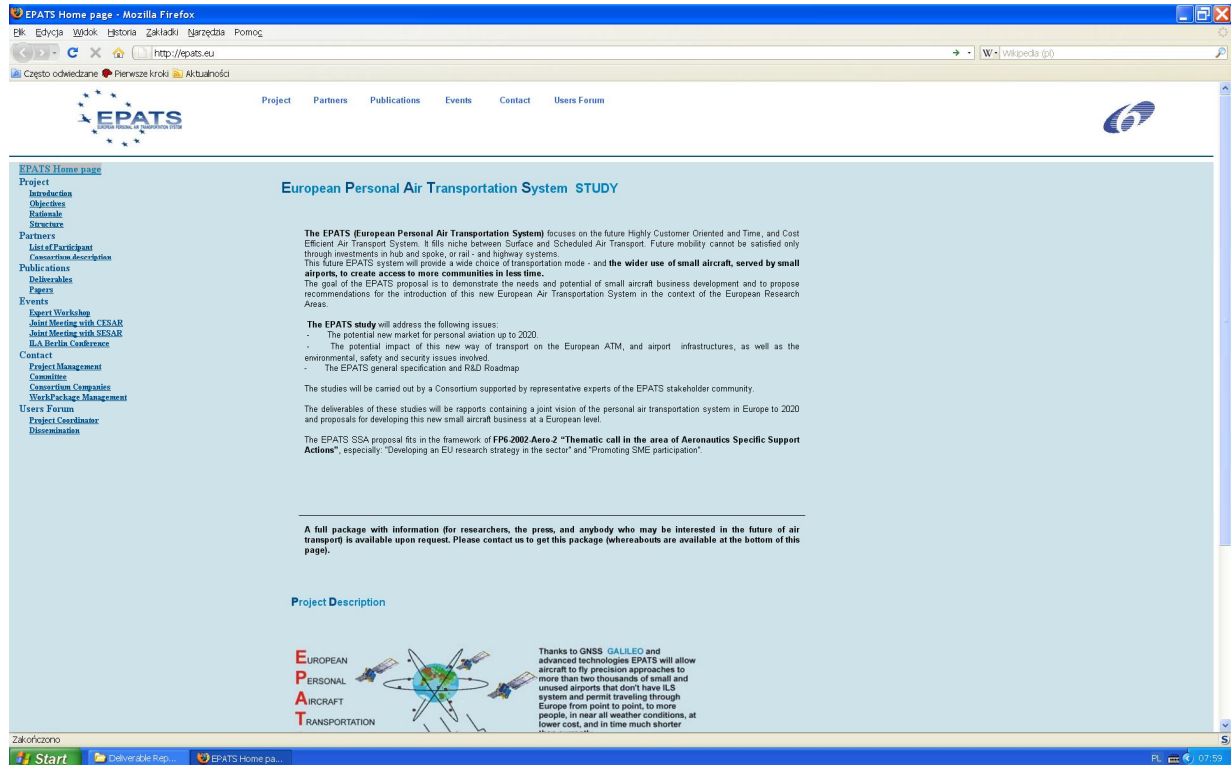 EPATS Home page - Mozilla Firefox
Plik Edycja Widok Historia Zakładki Narzędzia Pomoc
http://epats.eu
Wikipedia (pl)
Często odwiedzane Pierwsze kroki Aktualności
EPATS
EUROPEAN PERSONAL AIR TRANSPORTATION SYSTEM
Project Partners Publications Events Contact Users Forum
EPATS Home page
Project
Introduction
Objectives
Rationale
Structure
Partners
List of Participant
Consortium description
Publications
Deliverables
Papers
Events
Expert Workshop
Joint Meeting with CESAR
Joint Meeting with SESAR
ILA Berlin Conference
Contact
Project Management
Committee
Consortium Companies
WorkPackage Management
Users Forum
Project Coordinator
Dissemination
European Personal Air Transportation System STUDY
The EPATS (European Personal Air Transportation System) focuses on the future Highly Customer Oriented and Time, and Cost
Efficient Air Transport System. It fills niche between Surface and Scheduled Air Transport. Future mobility cannot be satisfied only
through investments in hub and spoke, or rail - and highway systems.
This future EPATS system will provide a wide choice of transportation mode - and the wider use of small aircraft, served by small
airports, to create access to more communities in less time.
The goal of the EPATS proposal is to demonstrate the needs and potential of small aircraft business development and to propose
recommendations for the introduction of this new European Air Transportation System in the context of the European Research
Areas.
The EPATS study will address the following issues:
- The potential new market for personal aviation up to 2020.
- The potential impact of this new way of transport on the European ATM, and airport infrastructures, as well as the
environmental, safety and security issues involved.
- The EPATS general specification and R&D Roadmap
The studies will be carried out by a Consortium supported by representative experts of the EPATS stakeholder community.
The deliverables of these studies will be rapports containing a joint vision of the personal air transportation system in Europe to 2020
and proposals for developing this new small aircraft business at a European level.
The EPATS SSA proposal fits in the framework of FP6-2002-Aero-2 “Thematic call in the area of Aeronautics Specific Support
Actions”, especially: "Developing an EU research strategy in the sector" and "Promoting SME participation".
A full package with information (for researchers, the press, and anybody who may be interested in the future of air
transport) is available upon request. Please contact us to get this package (whereabouts are available at the bottom of this
page).
Project Description
EUROPEAN
PERSONAL
AIRCRAFT
TRANSPORTATION
Thanks to GNSS GALILEO and
advanced technologies EPATS will allow
aircraft to fly precision approaches to
more than two thousands of small and
unused airports that don't have ILS
system and permit traveling through
Europe from point to point, to more
people, in near all weather conditions, at
lower cost, and in time much shorter
Zakończono
Start Deliverable Rep... EPATS Home pa... PL 07:59